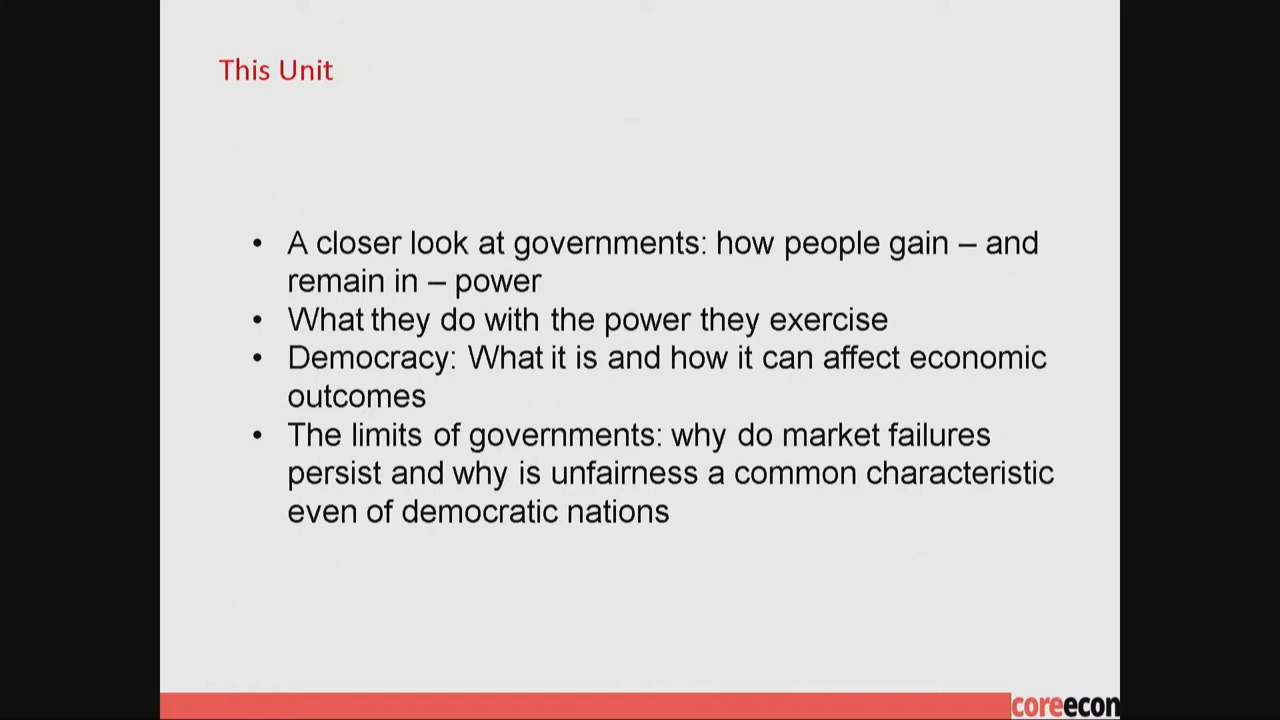 This Unit
• A closer look at governments: how people gain – and
remain in – power
• What they do with the power they exercise
• Democracy: What it is and how it can affect economic
outcomes
• The limits of governments: why do market failures
persist and why is unfairness a common characteristic
even of democratic nations
coreecon